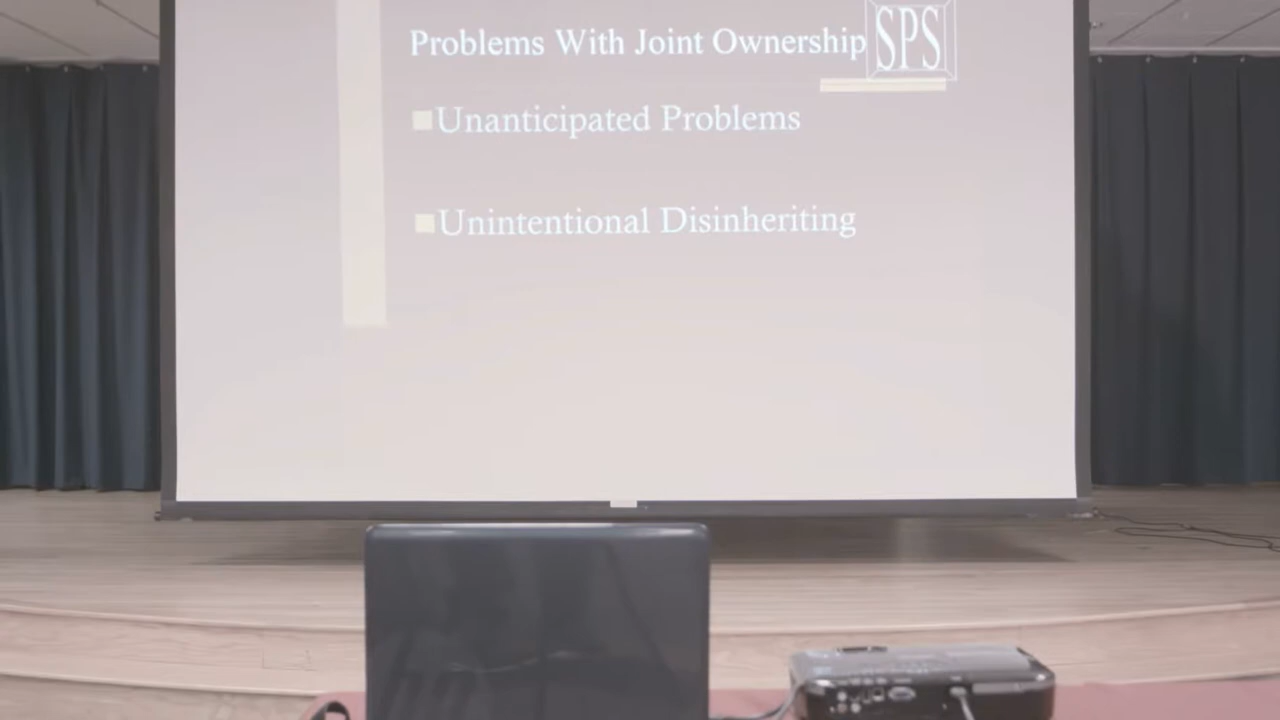 Problems With Joint Ownership
SPS
Unanticipated Problems
Unintentional Disinheriting